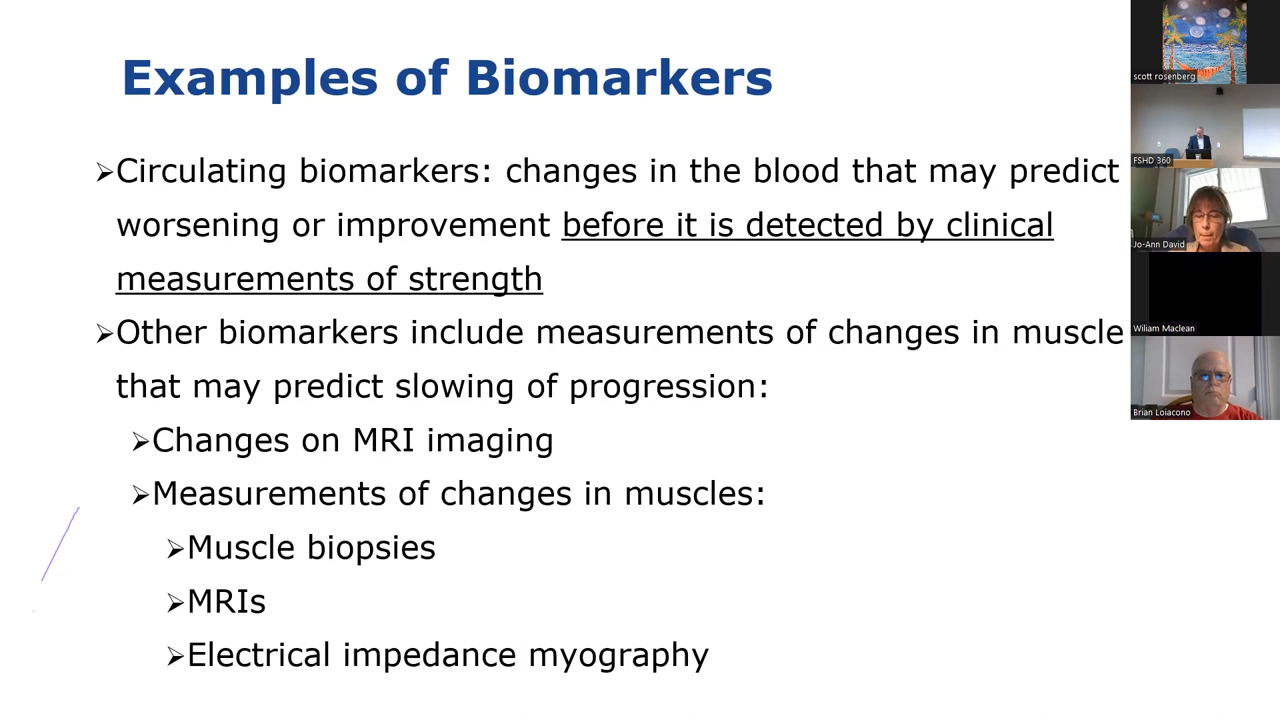 Examples of Biomarkers
➢Circulating biomarkers: changes in the blood that may predict
worsening or improvement before it is detected by clinical
measurements of strength
➢Other biomarkers include measurements of changes in muscle
that may predict slowing of progression:
➢Changes on MRI imaging
➢Measurements of changes in muscles:
➢Muscle biopsies
➢MRIs
➢Electrical impedance myography
scott rosenberg
FSHD 360
Jo-Ann David
Wiliam Maclean
Brian Loiacono